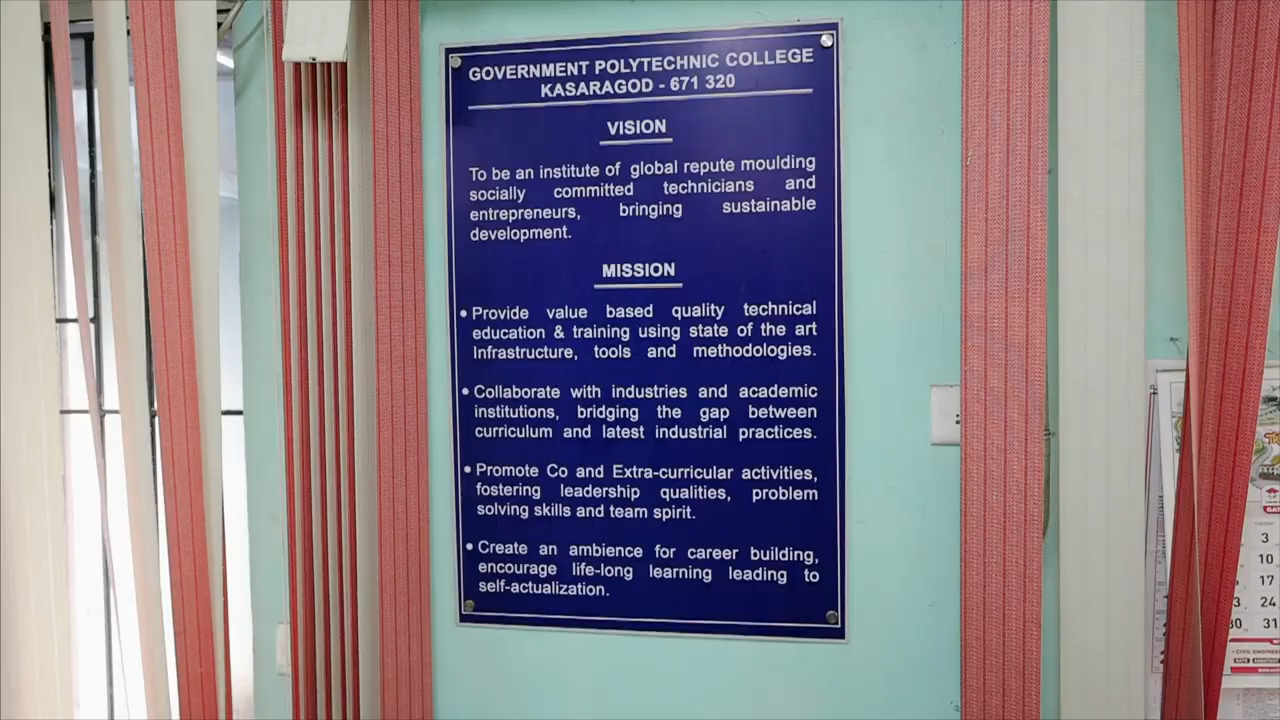 GOVERNMENT POLYTECHNIC COLLEGE
KASARAGOD - 671 320
VISION
To be an institute of global repute moulding
socially committed technicians and
entrepreneurs, bringing sustainable
development.
MISSION
• Provide value based quality technical
education & training using state of the art
Infrastructure, tools and methodologies.
• Collaborate with industries and academic
institutions, bridging the gap between
curriculum and latest industrial practices.
• Promote Co and Extra-curricular activities,
fostering leadership qualities, problem
solving skills and team spirit.
• Create an ambience for career building,
encourage life-long learning leading to
self-actualization.
3
10
17
24
31